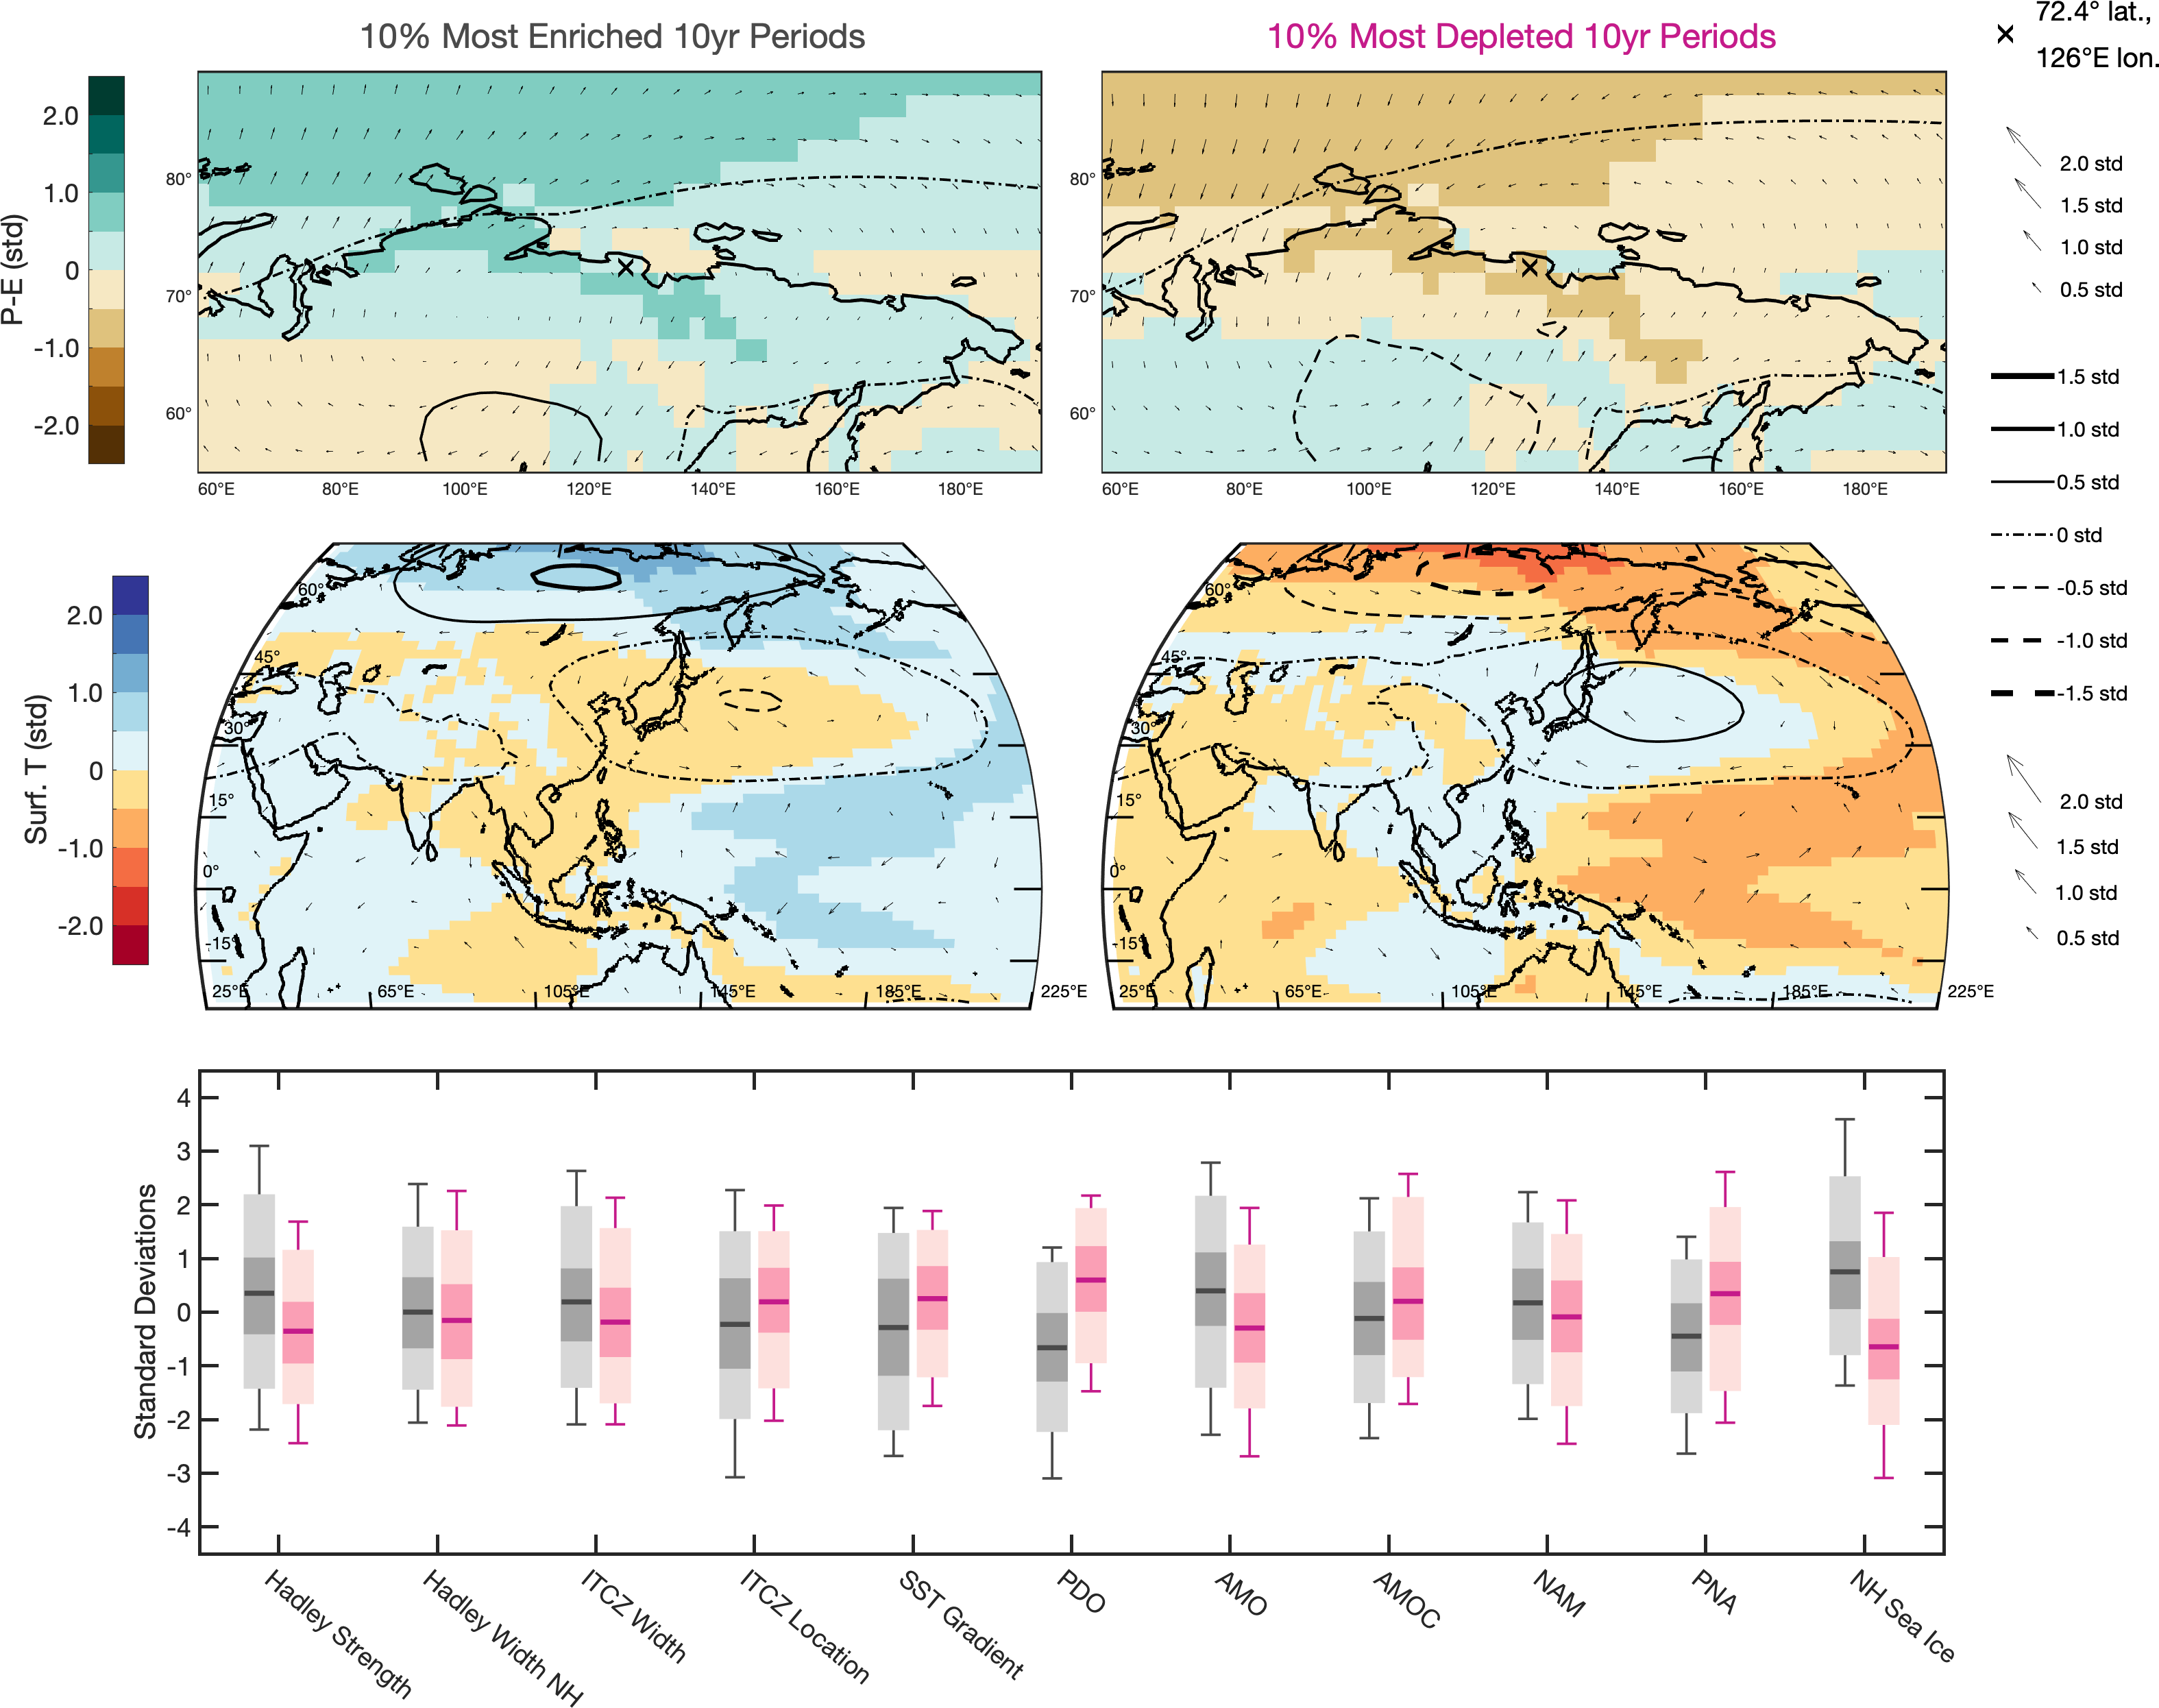 10% Most Enriched 10yr Periods
10% Most Depleted 10yr Periods
72.4° lat.,
126°E lon.
P-E (std)
2.0
1.0
0
-1.0
-2.0
80°
70°
60°
60°E 80°E 100°E 120°E 140°E 160°E 180°E
80°
70°
60°
60°E 80°E 100°E 120°E 140°E 160°E 180°E
2.0 std
1.5 std
1.0 std
0.5 std
1.5 std
1.0 std
0.5 std
0 std
-0.5 std
-1.0 std
-1.5 std
2.0 std
1.5 std
1.0 std
0.5 std
Surf. T (std)
2.0
1.0
0
-1.0
-2.0
60°
45°
30°
15°
0°
-15°
25°E 65°E 105°E 145°E 185°E 225°E
60°
45°
30°
15°
0°
-15°
25°E 65°E 105°E 145°E 185°E 225°E
Standard Deviations
4
3
2
1
0
-1
-2
-3
-4
Hadley Strength
Hadley Width NH
ITCZ Width
ITCZ Location
SST Gradient
PDO
AMO
AMOC
NAM
PNA
NH Sea Ice